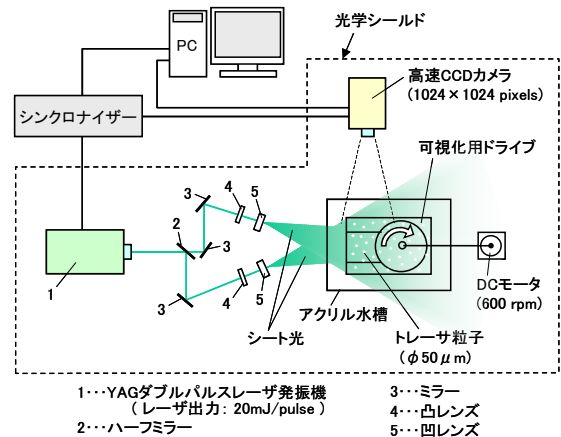 光学シールド
PC
高速CCDカメラ
(1024×1024 pixels)
シンクロナイザー
可視化用ドライブ
3
4
5
2
3
1
3
4
5
DCモータ
(600 rpm)
アクリル水槽
シート光
トレーサ粒子
(φ50μm)
1・・・YAGダブルパルスレーザ発振機
( レーザ出力: 20mJ/pulse )
2・・・ハーフミラー
3・・・ミラー
4・・・凸レンズ
5・・・凹レンズ